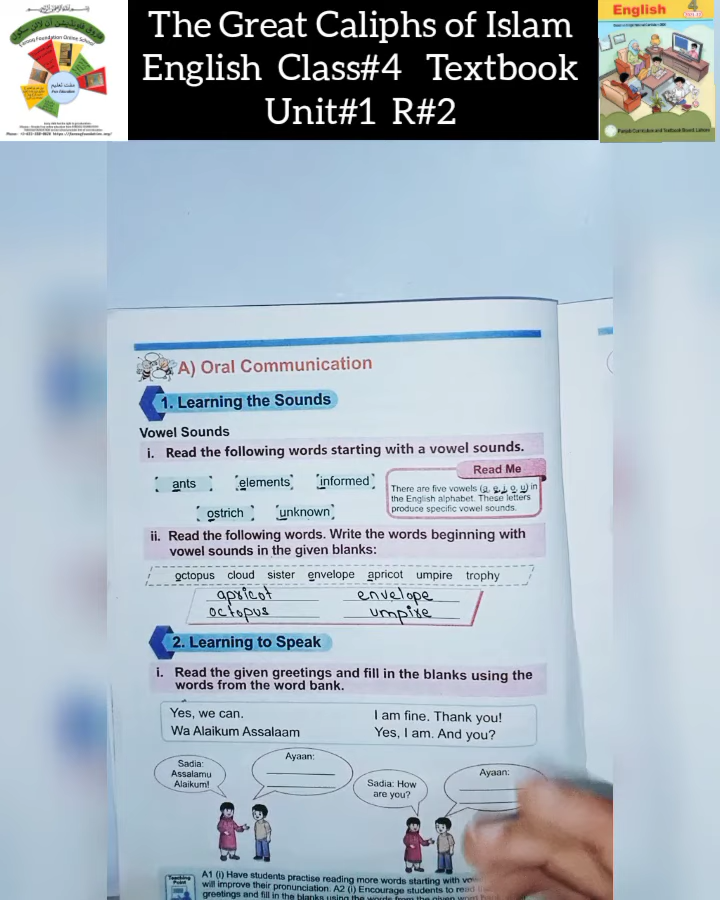 The Great Caliphs of Islam
English Class#4 Textbook
Unit#1 R#2
English 4
Punjab Curriculum and Textbook Board, Lahore
A) Oral Communication
1. Learning the Sounds
Vowel Sounds
i. Read the following words starting with a vowel sounds.
ants elements informed
ostrich unknown
Read Me
There are five vowels (a, e, i, o, u) in
the English alphabet. These letters
produce specific vowel sounds.
ii. Read the following words. Write the words beginning with
vowel sounds in the given blanks:
octopus cloud sister envelope apricot umpire trophy
apricot envelope
octopus umpire
2. Learning to Speak
i. Read the given greetings and fill in the blanks using the
words from the word bank.
Yes, we can. I am fine. Thank you!
Wa Alaikum Assalaam Yes, I am. And you?
Sadia:
Assalamu
Alaikum!
Ayaan:
Sadia: How
are you?
Ayaan:
Teaching
Point
A1 (i) Have students practise reading more words starting with
will improve their pronunciation. A2 (i) Encourage students to read
greetings and fill in the blanks using the words from the given